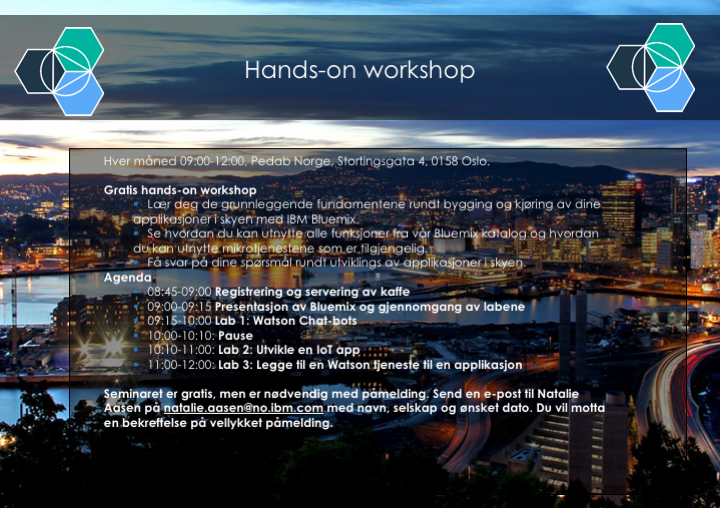 Hands-on workshop
Hver måned 09:00-12:00, Pedab Norge, Stortingsgata 4, 0158 Oslo.
Gratis hands-on workshop
Lær deg de grunnleggende fundamentene rundt bygging og kjøring av dine
applikasjoner i skyen med IBM Bluemix.
Se hvordan du kan utnytte alle funksjoner fra vår Bluemix katalog og hvordan
du kan utnytte mikrotjenestene som er tilgjengelig.
Få svar på dine spørsmål rundt utviklings av applikasjoner i skyen.
Agenda
08:45-09:00 Registrering og servering av kaffe
09:00-09:15 Presentasjon av Bluemix og gjennomgang av labene
09:15-10:00 Lab 1: Watson Chat-bots
10:00-10:10: Pause
10:10-11:00: Lab 2: Utvikle en IoT app
11:00-12:00: Lab 3: Legge til en Watson tjeneste til en applikasjon
Seminaret er gratis, men er nødvendig med påmelding. Send en e-post til Natalie
Aasen på natalie.aasen@no.ibm.com med navn, selskap og ønsket dato. Du vil motta
en bekreffelse på vellykket påmelding.